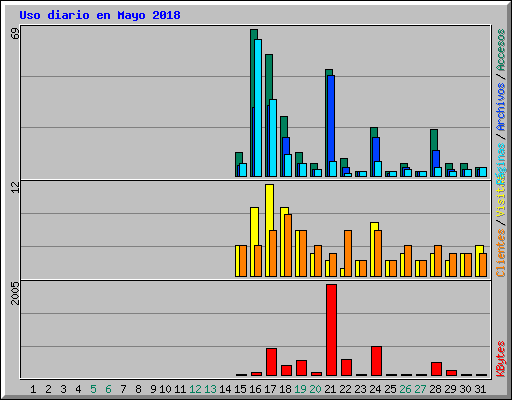 Uso diario en Mayo 2018
69
12
2005
Accesos / Archivos / Páginas
Clientes / Visitas
KBytes
1 2 3 4 5 6 7 8 9 10 11 12 13 14 15 16 17 18 19 20 21 22 23 24 25 26 27 28 29 30 31